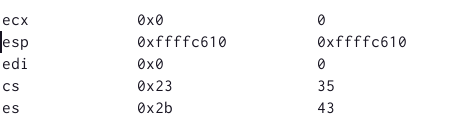 ecx 0x0 0
esp 0xffffc610 0xffffc610
edi 0x0 0
cs 0x23 35
es 0x2b 43